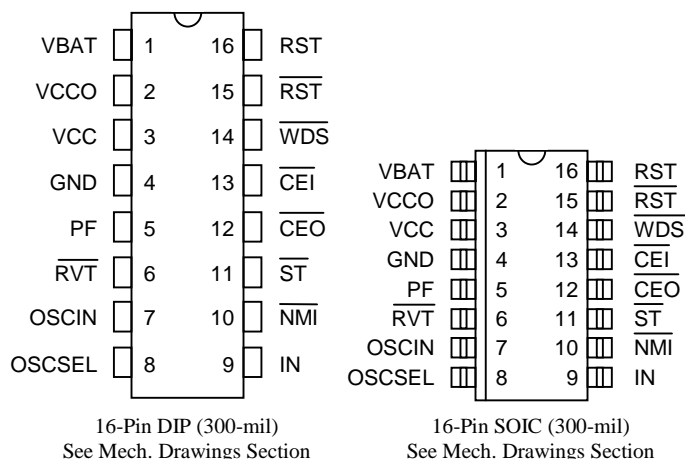 VBAT 1 16 RST
VCCO 2 15 RST
VCC 3 14 WDS
GND 4 13 CEI
PF 5 12 CEO
RVT 6 11 ST
OSCIN 7 10 NMI
OSCSEL 8 9 IN
16-Pin DIP (300-mil)
See Mech. Drawings Section
VBAT 1 16 RST
VCCO 2 15 RST
VCC 3 14 WDS
GND 4 13 CEI
PF 5 12 CEO
RVT 6 11 ST
OSCIN 7 10 NMI
OSCSEL 8 9 IN
16-Pin SOIC (300-mil)
See Mech. Drawings Section